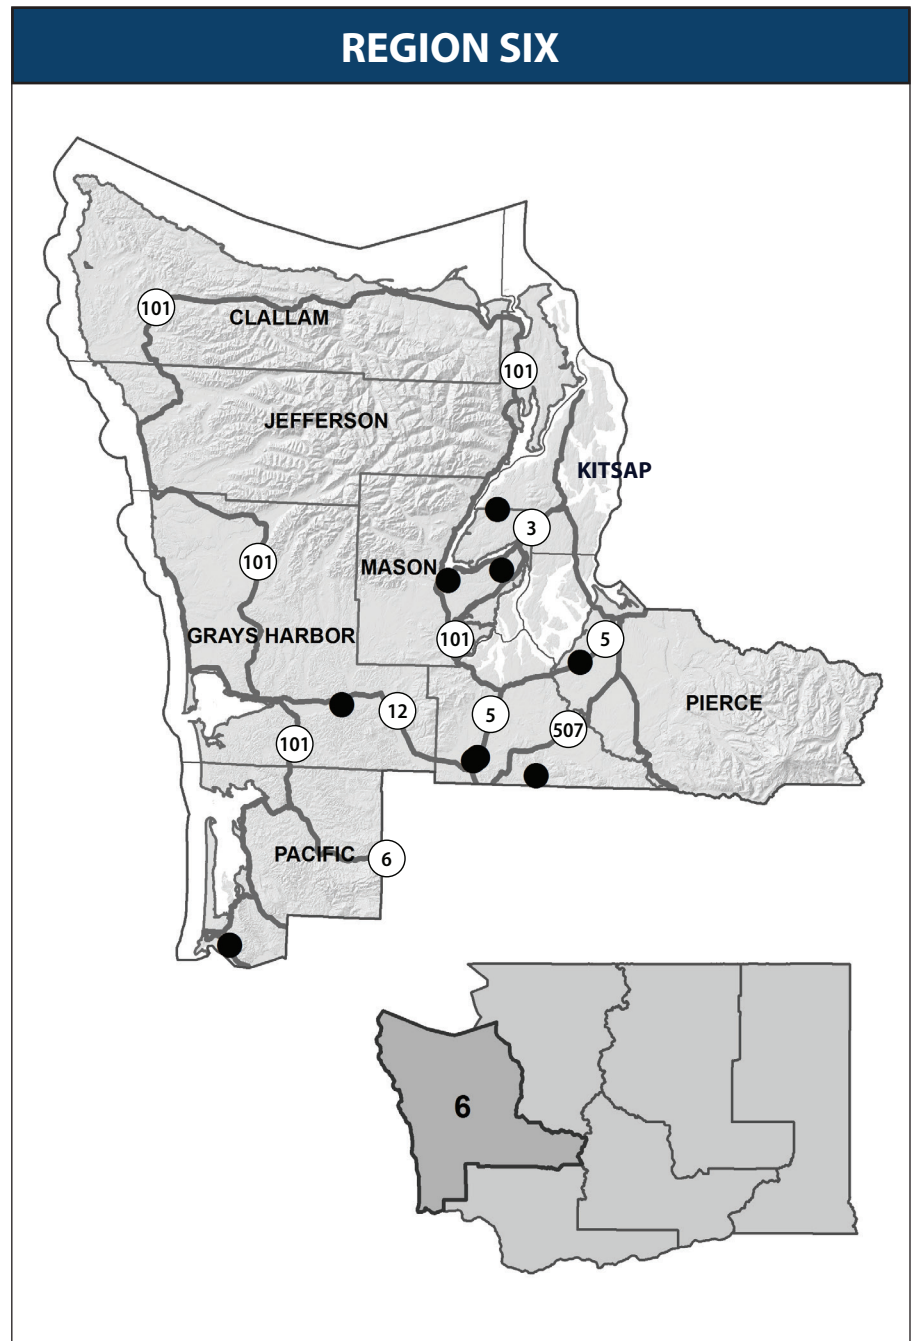 REGION SIX
101
CLALLAM
101
JEFFERSON
KITSAP
3
101
MASON
GRAYS HARBOR
101
5
PIERCE
12
5
507
101
PACIFIC
6
6